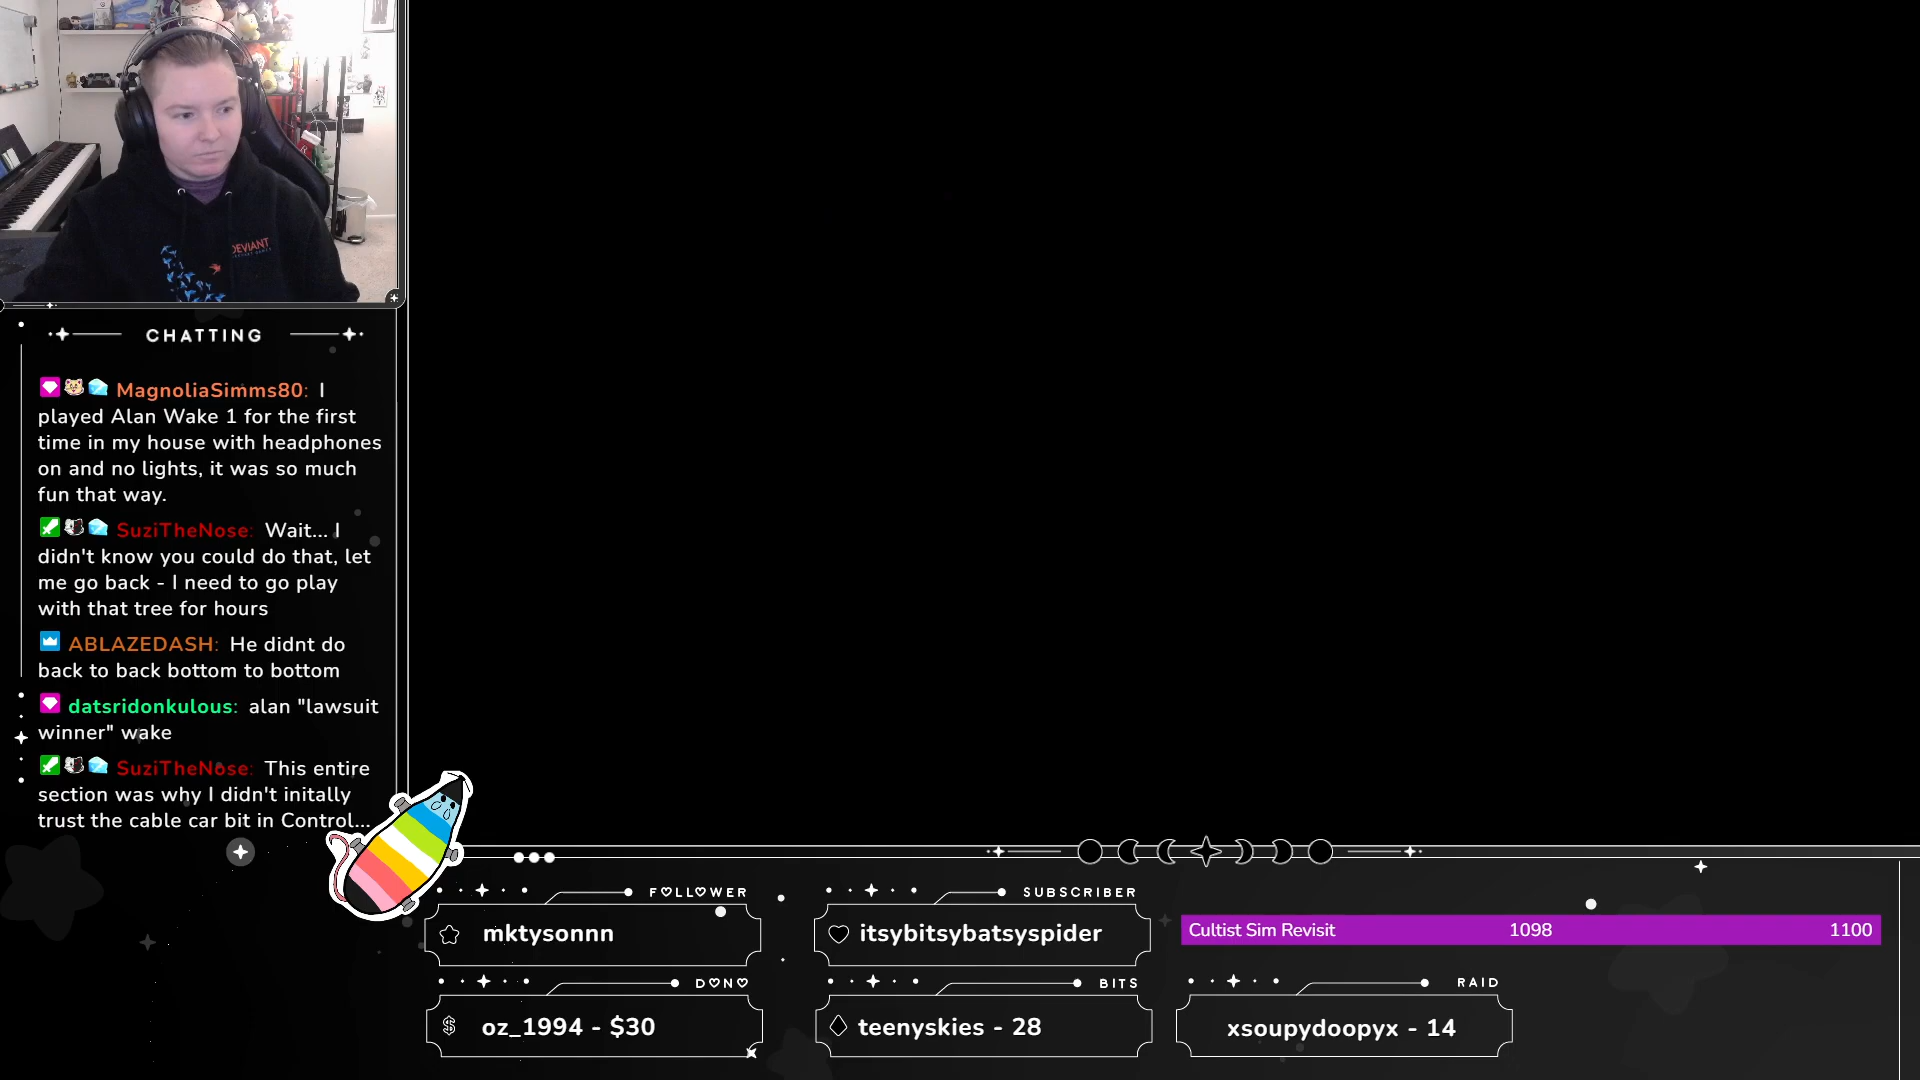 DEVIANT
CHATTING
MagnoliaSimms80: I
played Alan Wake 1 for the first
time in my house with headphones
on and no lights, it was so much
fun that way.
SuziTheNose: Wait... I
didn't know you could do that, let
me go back - I need to go play
with that tree for hours
ABLAZEDASH: He didnt do
back to back bottom to bottom
datsridonkulous: alan "lawsuit
winner" wake
SuziTheNose: This entire
section was why I didn't initally
trust the cable car bit in Control...
FOLLOWER
mktysonnn
SUBSCRIBER
itsybitsybatsyspider
Cultist Sim Revisit 1098 1100
DONO
oz_1994 - $30
BITS
teenyskies - 28
RAID
xsoupydoopyx - 14